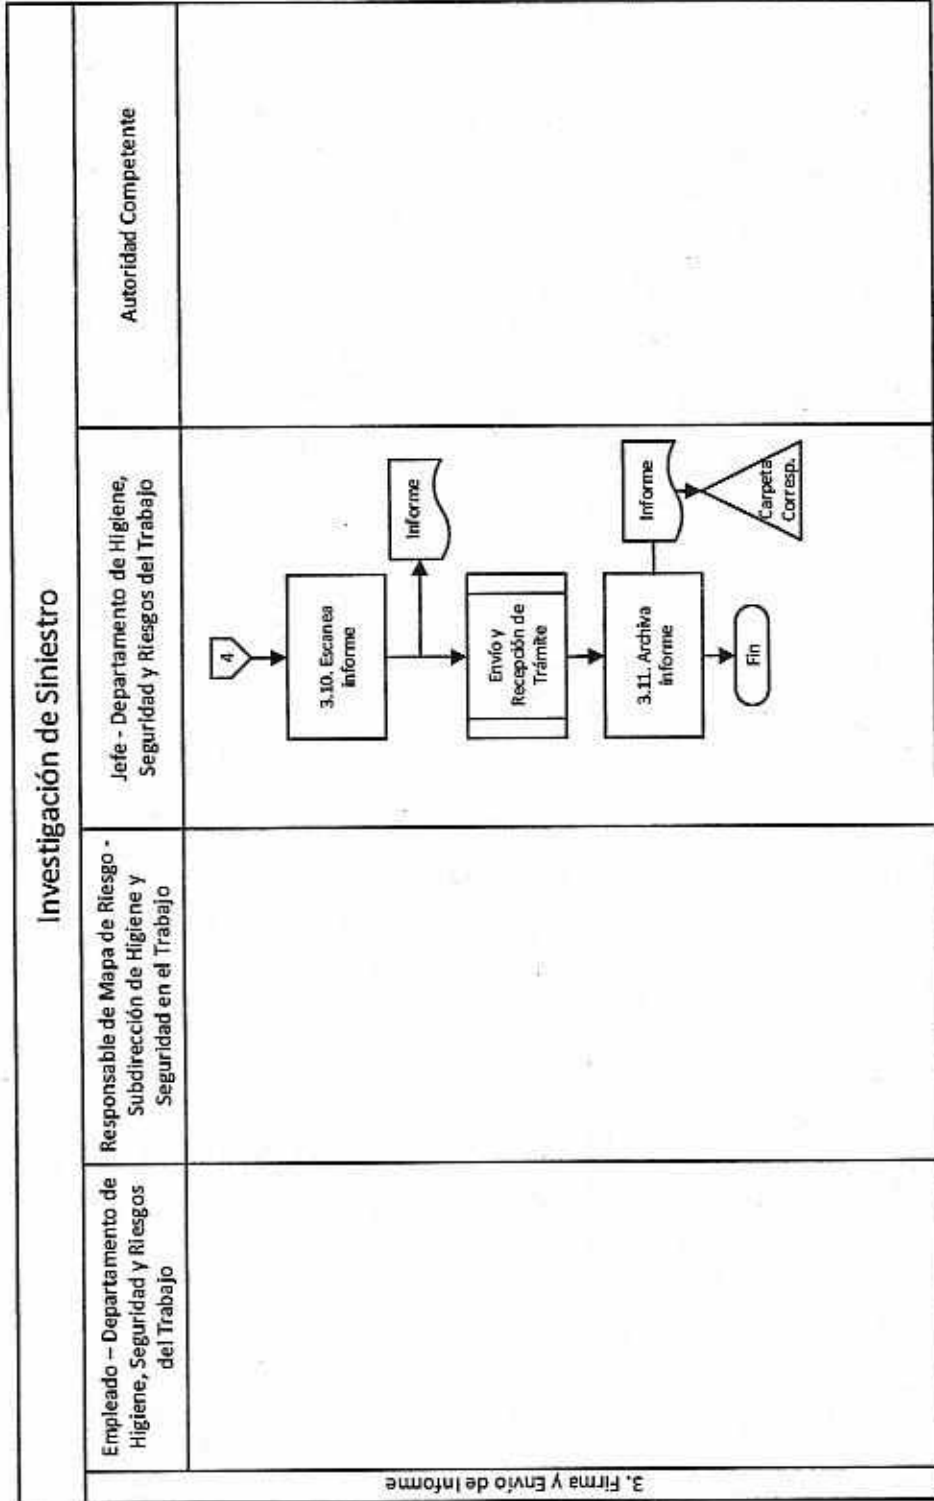 Investigación de Siniestro
Empleado – Departamento de
Higiene, Seguridad y Riesgos
del Trabajo
Responsable de Mapa de Riesgo -
Subdirección de Higiene y
Seguridad en el Trabajo
Jefe - Departamento de Higiene,
Seguridad y Riesgos del Trabajo
Autoridad Competente
3. Firma y Envío de Informe
4
3.10. Escanea
informe
Informe
Envío y
Recepción de
Trámite
3.11. Archiva
informe
Informe
Carpeta
Corresp.
Fin